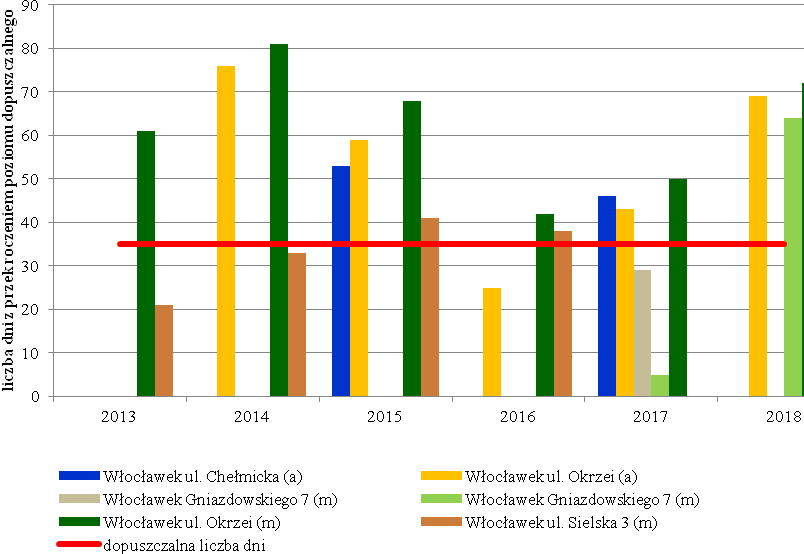 liczba dni z przekroczeniem poziomu dopuszczalnego
90
80
70
60
50
40
30
20
10
0
2013 2014 2015 2016 2017 2018
Włocławek ul. Chełmicka (a) Włocławek ul. Okrzei (a)
Włocławek Gniazdowskiego 7 (m) Włocławek Gniazdowskiego 7 (m)
Włocławek ul. Okrzei (m) Włocławek ul. Sielska 3 (m)
dopuszczalna liczba dni